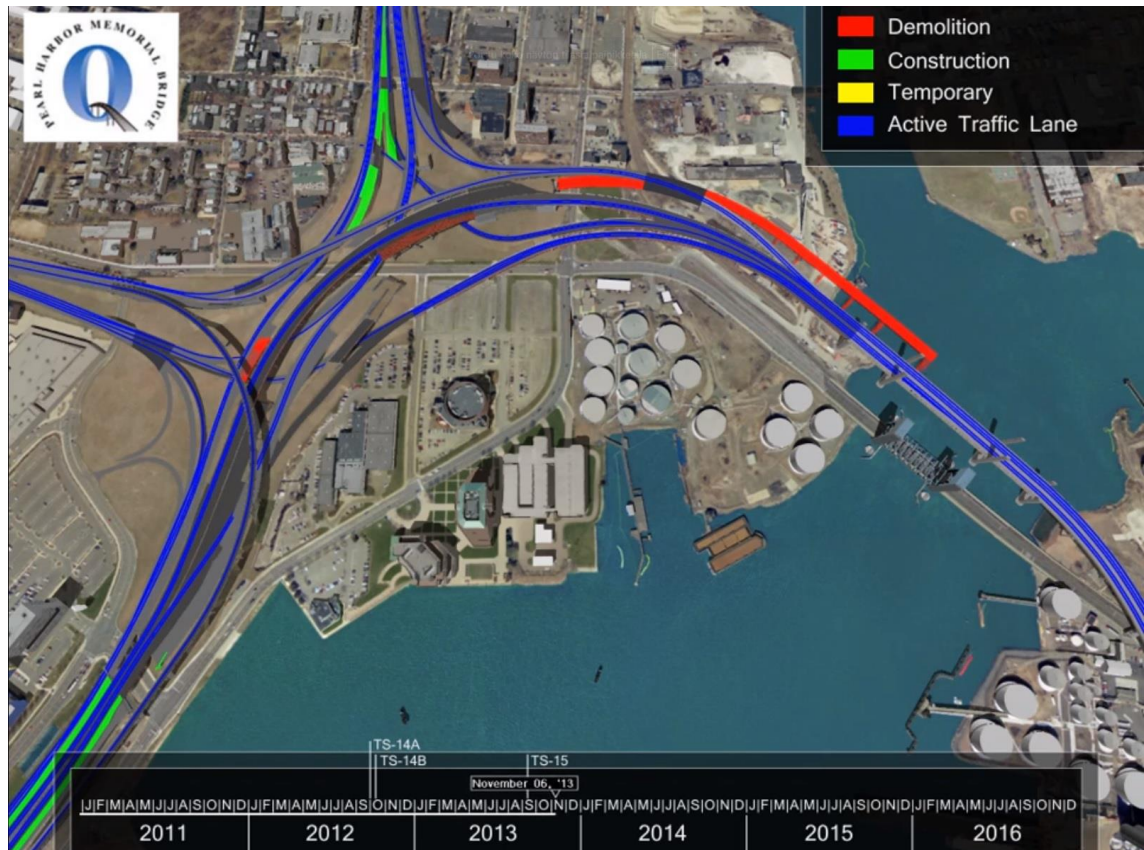 PEARL HARBOR MEMORIAL BRIDGE
Q
Demolition
Construction
Temporary
Active Traffic Lane
TS-14A
TS-14B
TS-15
November 06, '13
|J|F|M|A|M|J|J|A|S|O|N|D|J|F|M|A|M|J|J|A|S|O|N|D|J|F|M|A|M|J|J|A|S|O|N|D|J|F|M|A|M|J|J|A|S|O|N|D|J|F|M|A|M|J|J|A|S|O|N|D|J|F|M|A|M|J|J|A|S|O|N|D
2011 2012 2013 2014 2015 2016